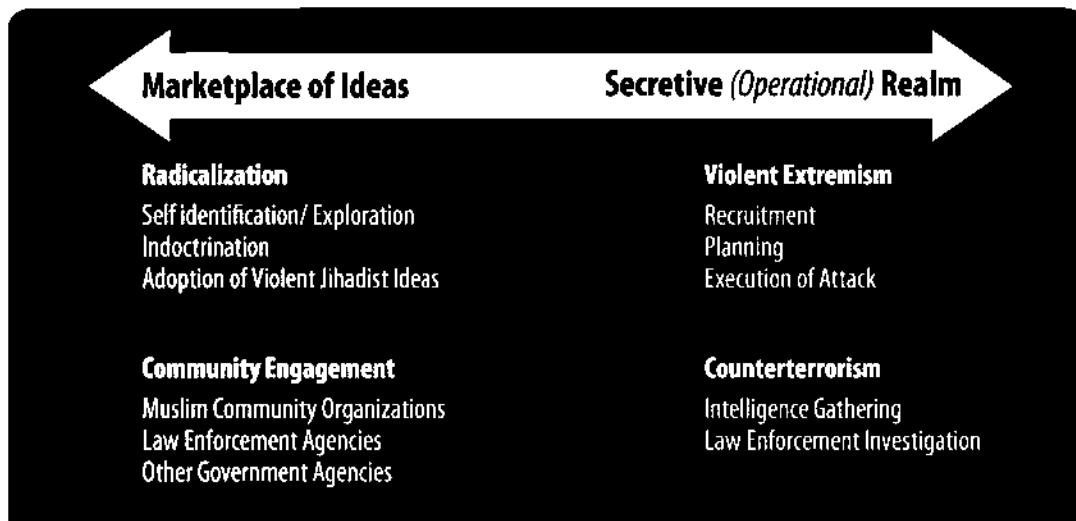 Marketplace of Ideas
Secretive (Operational) Realm
Radicalization
Self identification/ Exploration
Indoctrination
Adoption of Violent Jihadist Ideas
Violent Extremism
Recruitment
Planning
Execution of Attack
Community Engagement
Muslim Community Organizations
Law Enforcement Agencies
Other Government Agencies
Counterterrorism
Intelligence Gathering
Law Enforcement Investigation